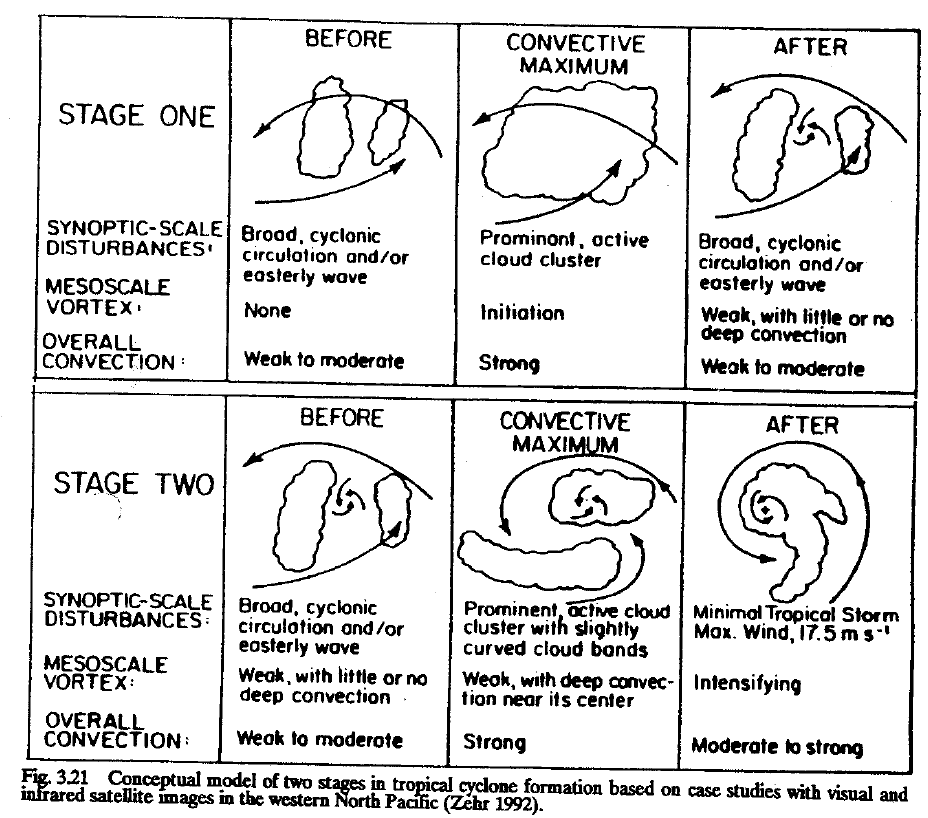 BEFORE
CONVECTIVE
MAXIMUM
AFTER
STAGE ONE
SYNOPTIC-SCALE
DISTURBANCES:
Broad, cyclonic
circulation and/or
easterly wave
Prominont, active
cloud cluster
Broad, cyclonic
circulation and/or
easterly wave
MESOSCALE
VORTEX:
None
Initiation
Weak, with little or no
deep convection
OVERALL
CONVECTION:
Weak to moderate
Strong
Weak to moderate
BEFORE
CONVECTIVE
MAXIMUM
AFTER
STAGE TWO
SYNOPTIC-SCALE
DISTURBANCES:
Broad, cyclonic
circulation and/or
easterly wave
Prominent, active cloud
cluster with slightly
curved cloud bands
Minimal Tropical Storm
Max. Wind, 17.5 m s⁻¹
MESOSCALE
VORTEX:
Weak, with little or no
deep convection
Weak, with deep convec-
tion near its center
Intensifying
OVERALL
CONVECTION:
Weak to moderate
Strong
Moderate to strong
Fig. 3.21 Conceptual model of two stages in tropical cyclone formation based on case studies with visual and
infrared satellite images in the western North Pacific (Zehr 1992).